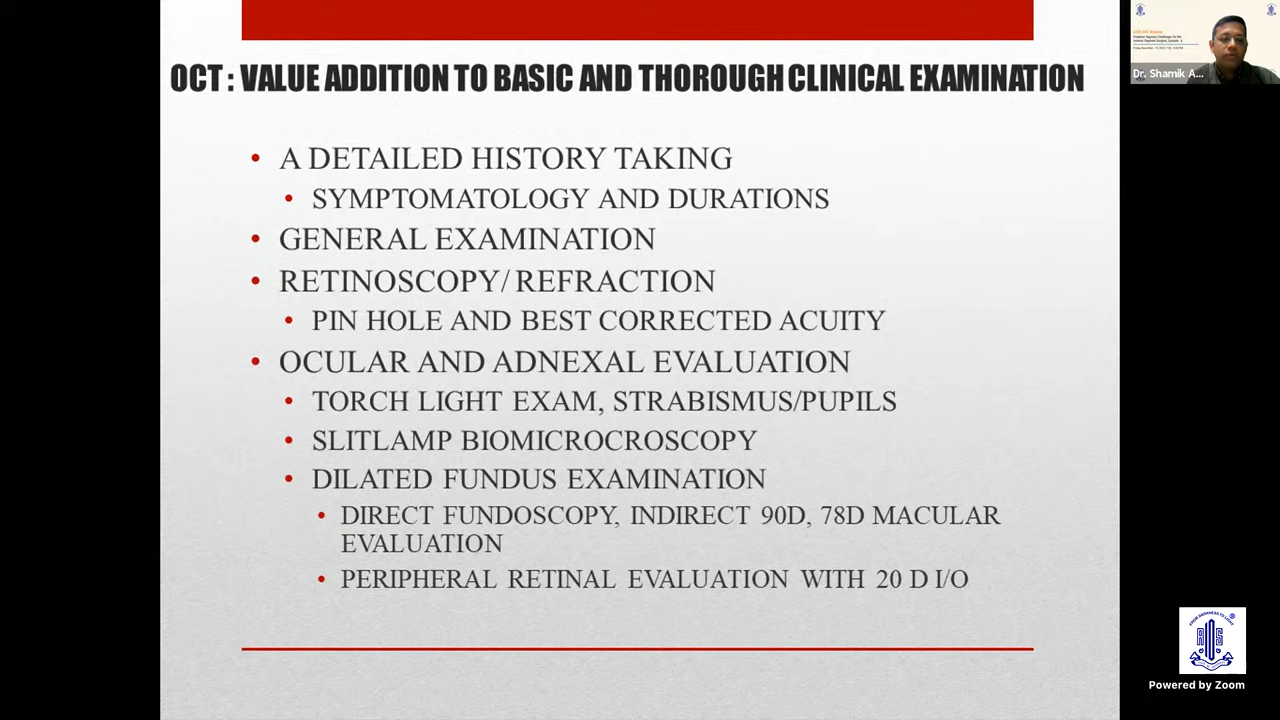 OCT : VALUE ADDITION TO BASIC AND THOROUGH CLINICAL EXAMINATION
• A DETAILED HISTORY TAKING
• SYMPTOMATOLOGY AND DURATIONS
• GENERAL EXAMINATION
• RETINOSCOPY/ REFRACTION
• PIN HOLE AND BEST CORRECTED ACUITY
• OCULAR AND ADNEXAL EVALUATION
• TORCH LIGHT EXAM, STRABISMUS/PUPILS
• SLITLAMP BIOMICROCROSCOPY
• DILATED FUNDUS EXAMINATION
• DIRECT FUNDOSCOPY, INDIRECT 90D, 78D MACULAR
EVALUATION
• PERIPHERAL RETINAL EVALUATION WITH 20 D I/O
Dr. Shamik A...
Powered by Zoom